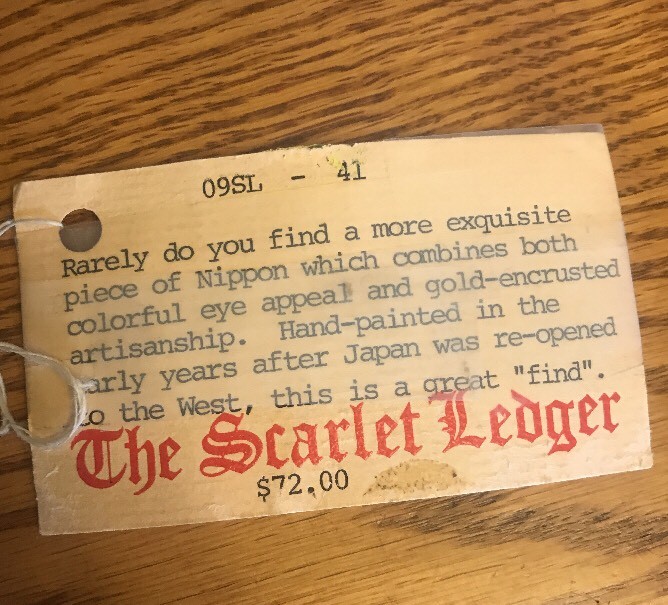 09SL - 41
Rarely do you find a more exquisite
piece of Nippon which combines both
colorful eye appeal and gold-encrusted
artisanship. Hand-painted in the
early years after Japan was re-opened
to the West, this is a great "find".
The Scarlet Ledger
$72.00